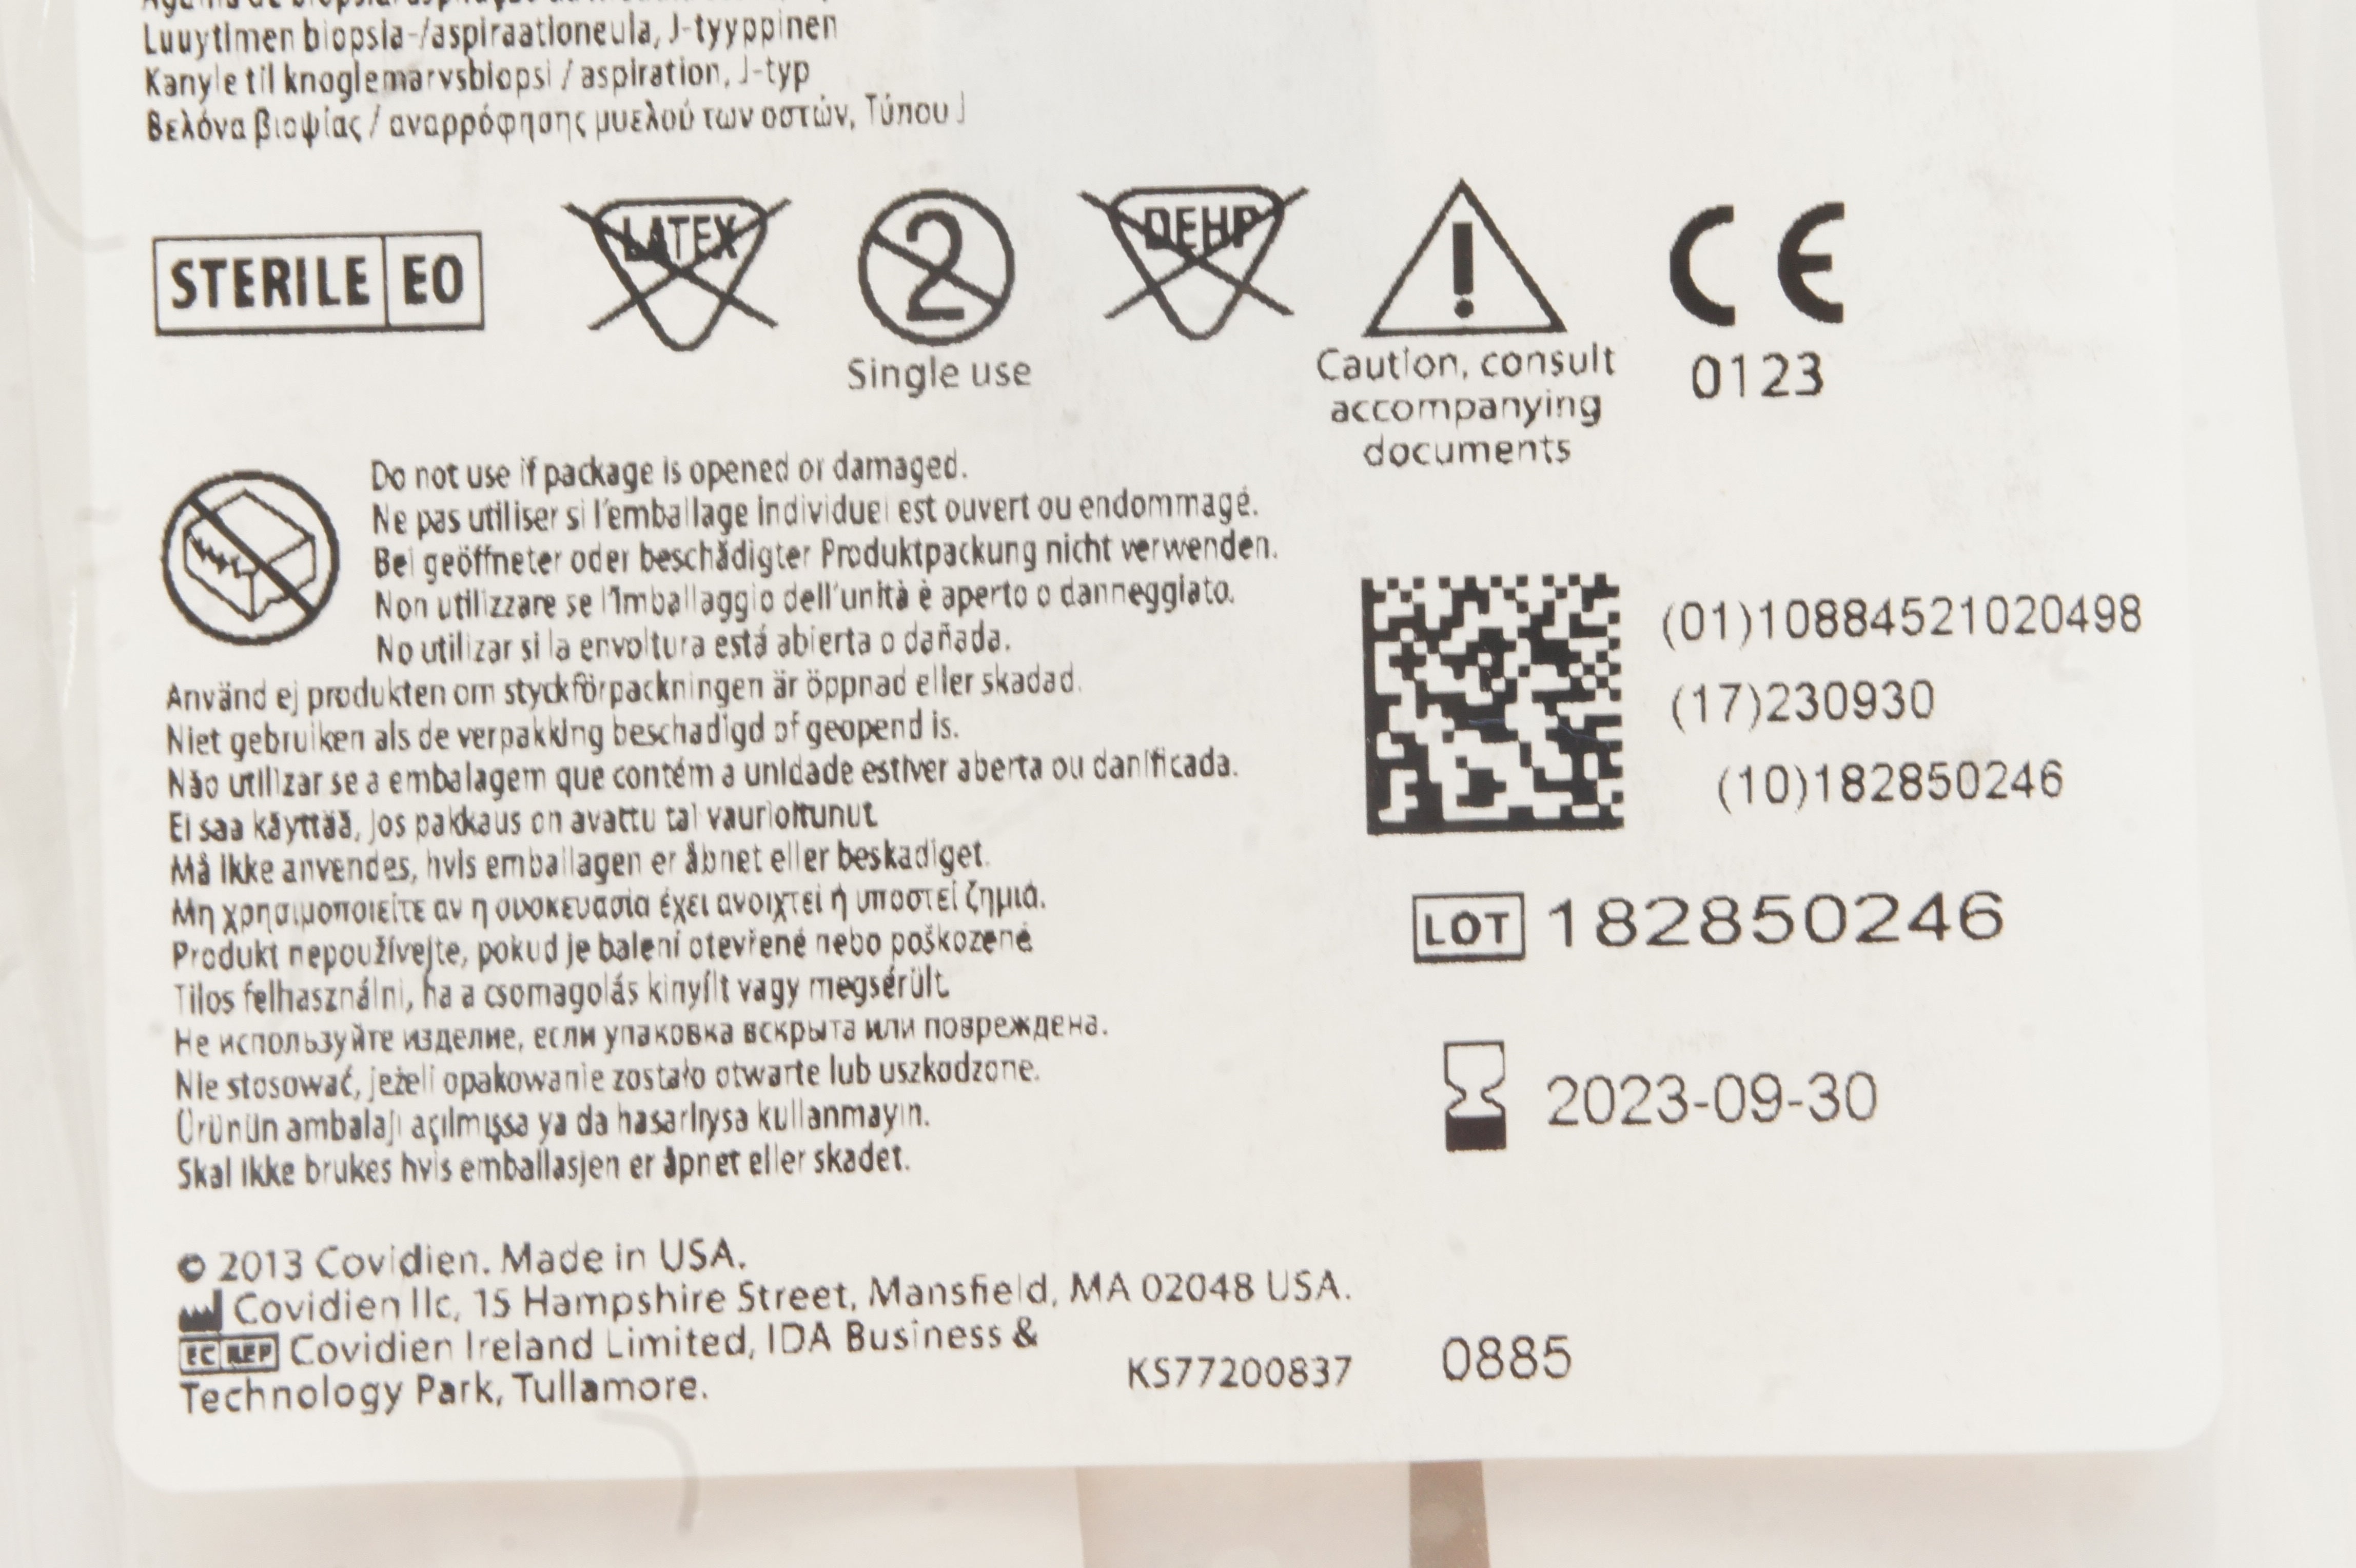 Luuytimen biopsia-/aspiraationeula, J-tyyppinen
Kanyle til knoglemarvsbiopsi / aspiration, J-typ
Βελόνα βιοψίας / αναρρόφησης μυελού των οστών, Τύπου J
STERILE EO
LATEX
2
DEHP
CE
Single use
Caution, consult
accompanying
documents
0123
Do not use if package is opened or damaged.
Ne pas utiliser si l'emballage individuel est ouvert ou endommagé.
Bei geöffneter oder beschädigter Produktpackung nicht verwenden.
Non utilizzare se l'imballaggio dell'unità è aperto o danneggiato.
No utilizar si la envoltura está abierta o dañada.
Använd ej produkten om styckförpackningen är öppnad eller skadad.
Niet gebruiken als de verpakking beschadigd of geopend is.
Não utilizar se a embalagem que contém a unidade estiver aberta ou danificada.
Ei saa käyttää, jos pakkaus on avattu tai vaurioitunut.
Må ikke anvendes, hvis emballagen er åbnet eller beskadiget.
Μη χρησιμοποιείτε αν η συσκευασία έχει ανοιχτεί ή υποστεί ζημιά.
Produkt nepoužívejte, pokud je balení otevřené nebo poškozené.
Tilos felhasználni, ha a csomagolás kinyílt vagy megsérült.
Не используйте изделие, если упаковка вскрыта или повреждена.
Nie stosować, jeżeli opakowanie zostało otwarte lub uszkodzone.
Ürünün ambalajı açılmışsa ya da hasarlıysa kullanmayın.
Skal ikke brukes hvis emballasjen er åpnet eller skadet.
(01)10884521020498
(17)230930
(10)182850246
LOT 182850246
2023-09-30
© 2013 Covidien. Made in USA.
Covidien llc, 15 Hampshire Street, Mansfield, MA 02048 USA.
EC REP Covidien Ireland Limited, IDA Business &
Technology Park, Tullamore.
KS77200837
0885